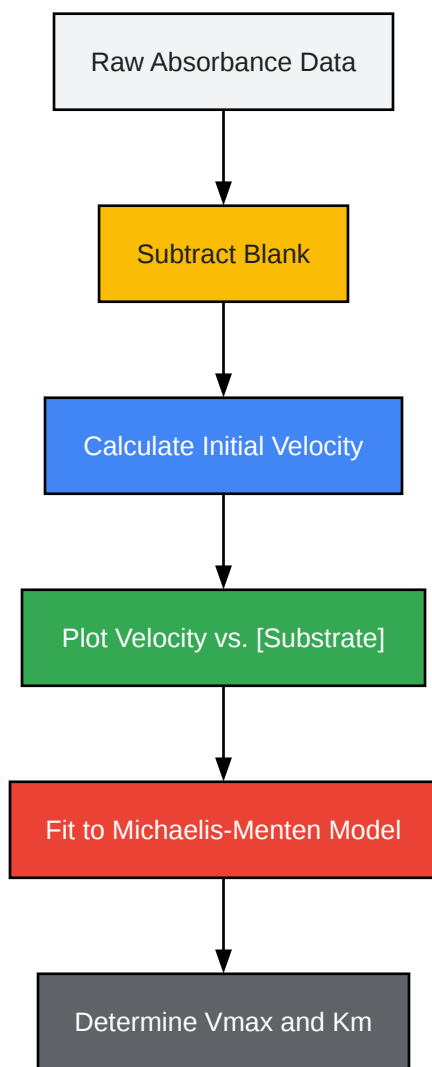 Raw Absorbance Data
Subtract Blank
Calculate Initial Velocity
Plot Velocity vs. [Substrate]
Fit to Michaelis-Menten Model
Determine Vmax and Km